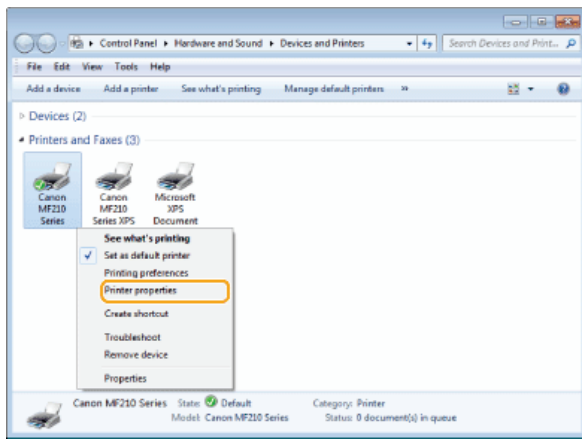 Control Panel ▸ Hardware and Sound ▸ Devices and Printers
Search Devices and Print...
File Edit View Tools Help
Add a device Add a printer See what's printing Manage default printers »
Devices (2)
Printers and Faxes (3)
Canon MF210 Series
Canon MF210 Series XPS
Microsoft XPS Document
See what's printing
Set as default printer
Printing preferences
Printer properties
Create shortcut
Troubleshoot
Remove device
Properties
Canon MF210 Series State: Default Category: Printer
Model: Canon MF210 Series Status: 0 document(s) in queue